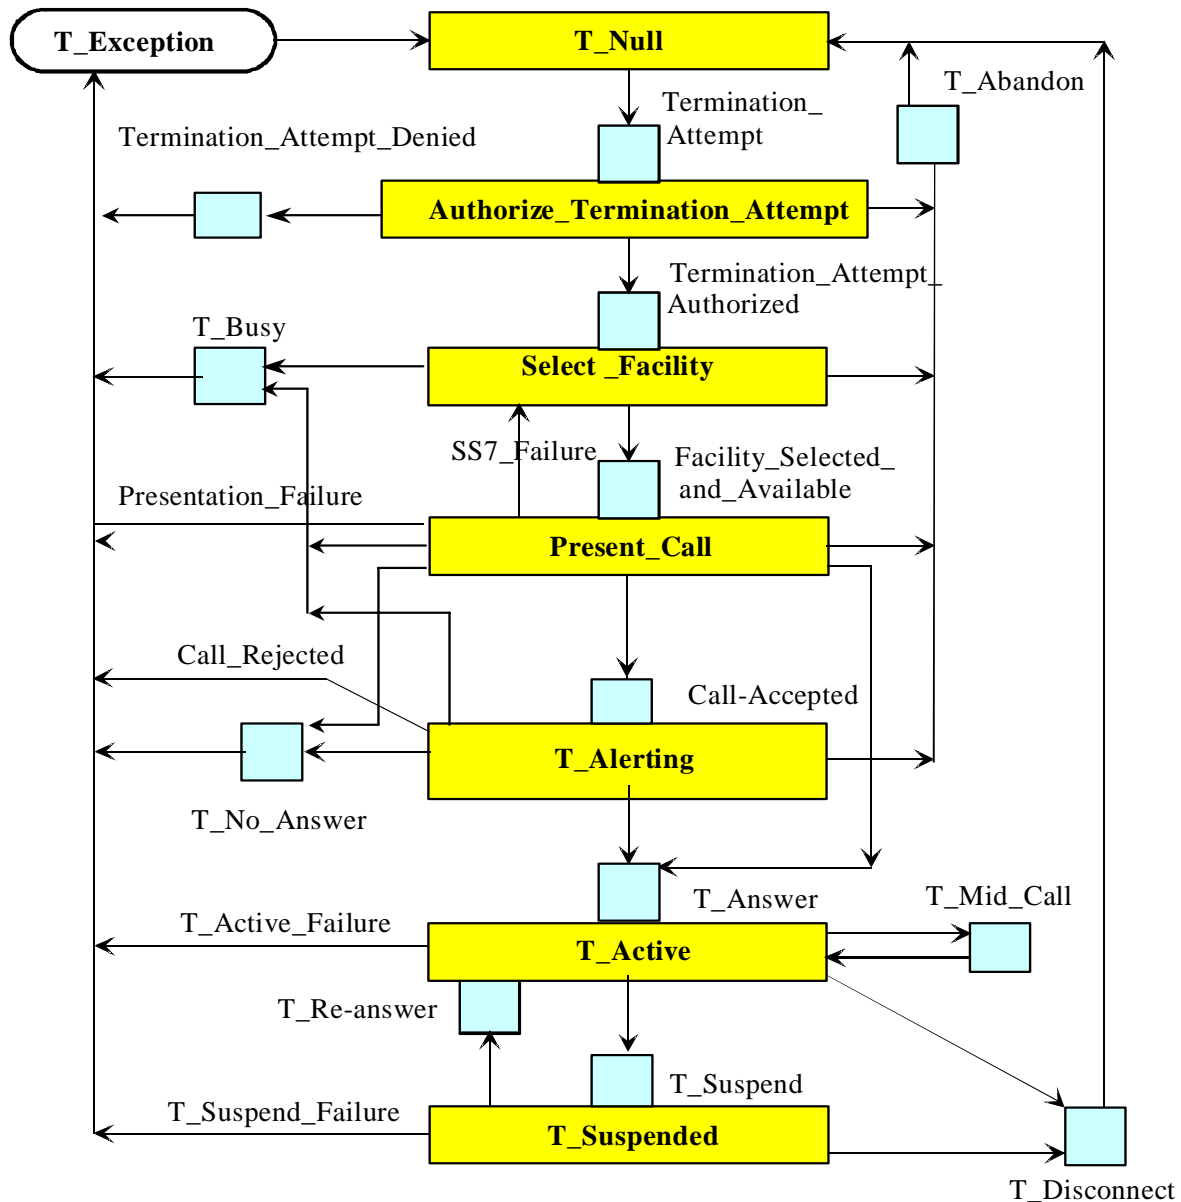 T_Exception
T_Null
T_Abandon
Termination_
Attempt
Termination_Attempt_Denied
Authorize_Termination_Attempt
Termination_Attempt_
Authorized
T_Busy
Select _Facility
SS7_Failure
Facility_Selected_
and_Available
Presentation_Failure
Present_Call
Call_Rejected
Call-Accepted
T_Alerting
T_No_Answer
T_Answer
T_Mid_Call
T_Active_Failure
T_Active
T_Re-answer
T_Suspend
T_Suspend_Failure
T_Suspended
T_Disconnect